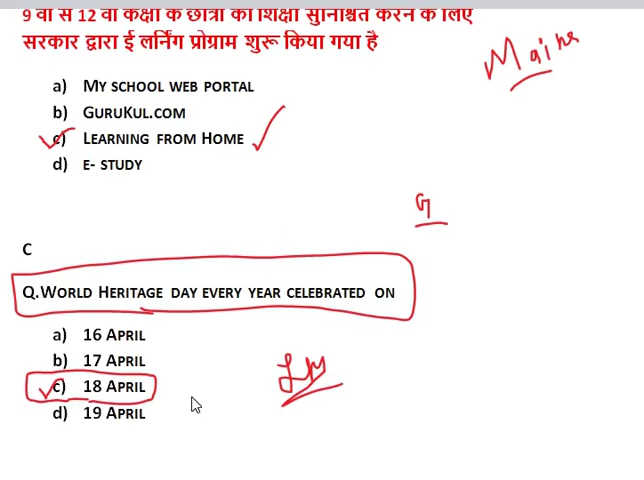 9 वी से 12 वी कक्षा के छात्रों को शिक्षा सुनिश्चित करने के लिए
सरकार द्वारा ई लर्निंग प्रोग्राम शुरू किया गया है
Mains
a) MY SCHOOL WEB PORTAL
b) GURUKUL.COM
c) LEARNING FROM HOME
d) E- STUDY
G
C
Q.WORLD HERITAGE DAY EVERY YEAR CELEBRATED ON
a) 16 APRIL
b) 17 APRIL
c) 18 APRIL
d) 19 APRIL